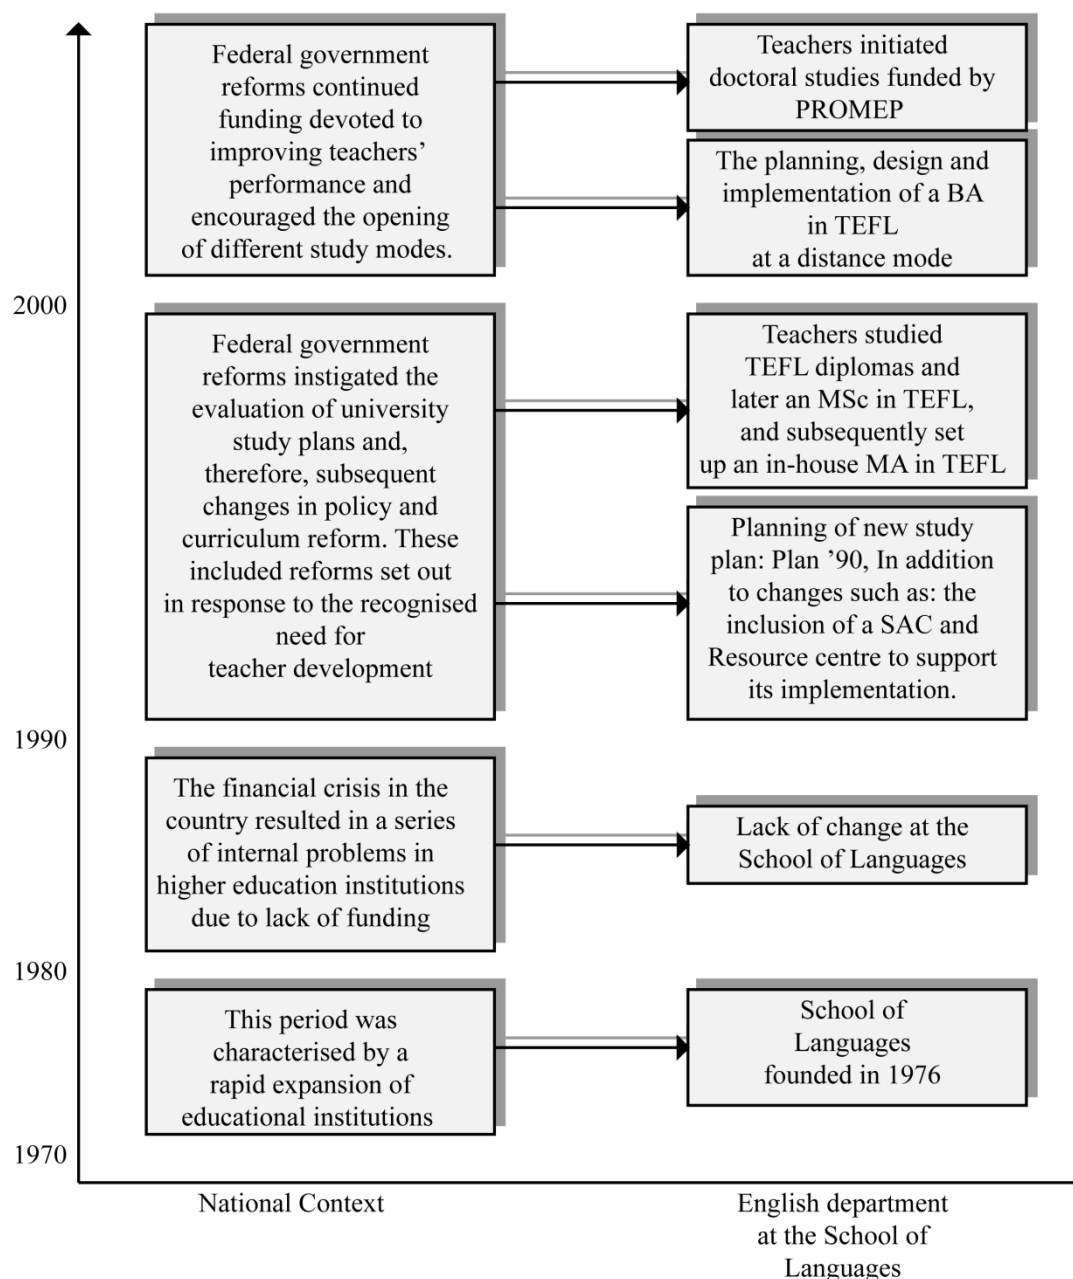 Federal government
reforms continued
funding devoted to
improving teachers’
performance and
encouraged the opening
of different study modes.
Teachers initiated
doctoral studies funded by
PROMEP
The planning, design and
implementation of a BA
in TEFL
at a distance mode
2000
Federal government
reforms instigated the
evaluation of university
study plans and,
therefore, subsequent
changes in policy and
curriculum reform. These
included reforms set out
in response to the recognised
need for
teacher development
Teachers studied
TEFL diplomas and
later an MSc in TEFL,
and subsequently set
up an in-house MA in TEFL
Planning of new study
plan: Plan ’90, In addition
to changes such as: the
inclusion of a SAC and
Resource centre to support
its implementation.
1990
The financial crisis in the
country resulted in a series
of internal problems in
higher education institutions
due to lack of funding
Lack of change at the
School of Languages
1980
This period was
characterised by a
rapid expansion of
educational institutions
School of
Languages
founded in 1976
1970
National Context
English department
at the School of
Languages